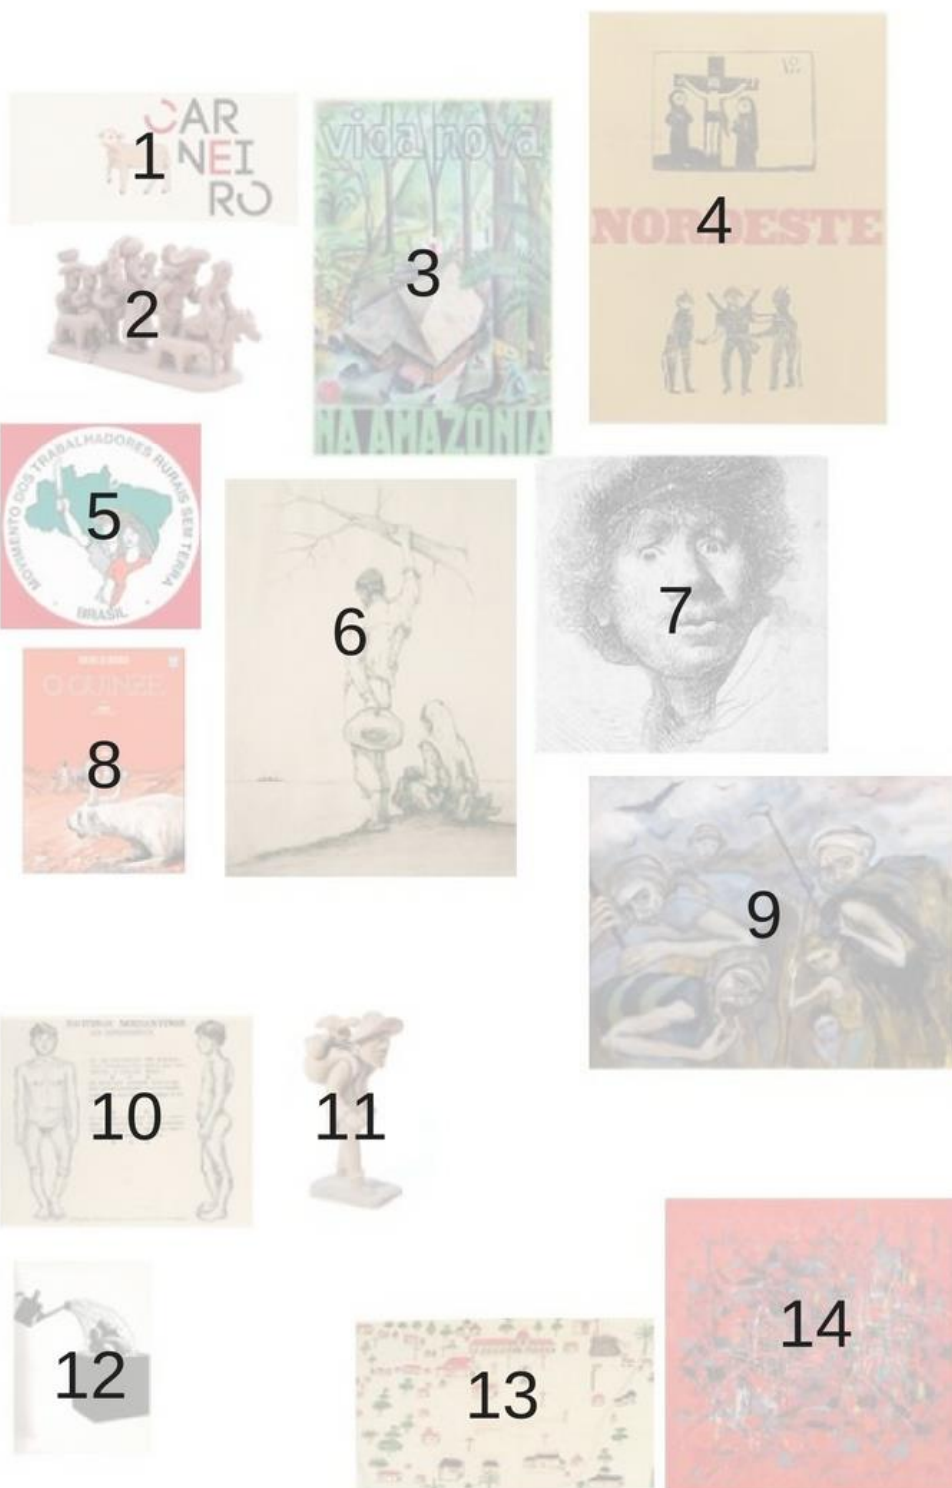 CAR
NEI
RO
1
vida nova
3
NA AMAZÔNIA
NORDESTE
4
2
MOVIMENTO DOS TRABALHADORES RURAIS SEM TERRA
BRASIL
5
6
7
O QUINZE
8
9
10
11
12
13
14